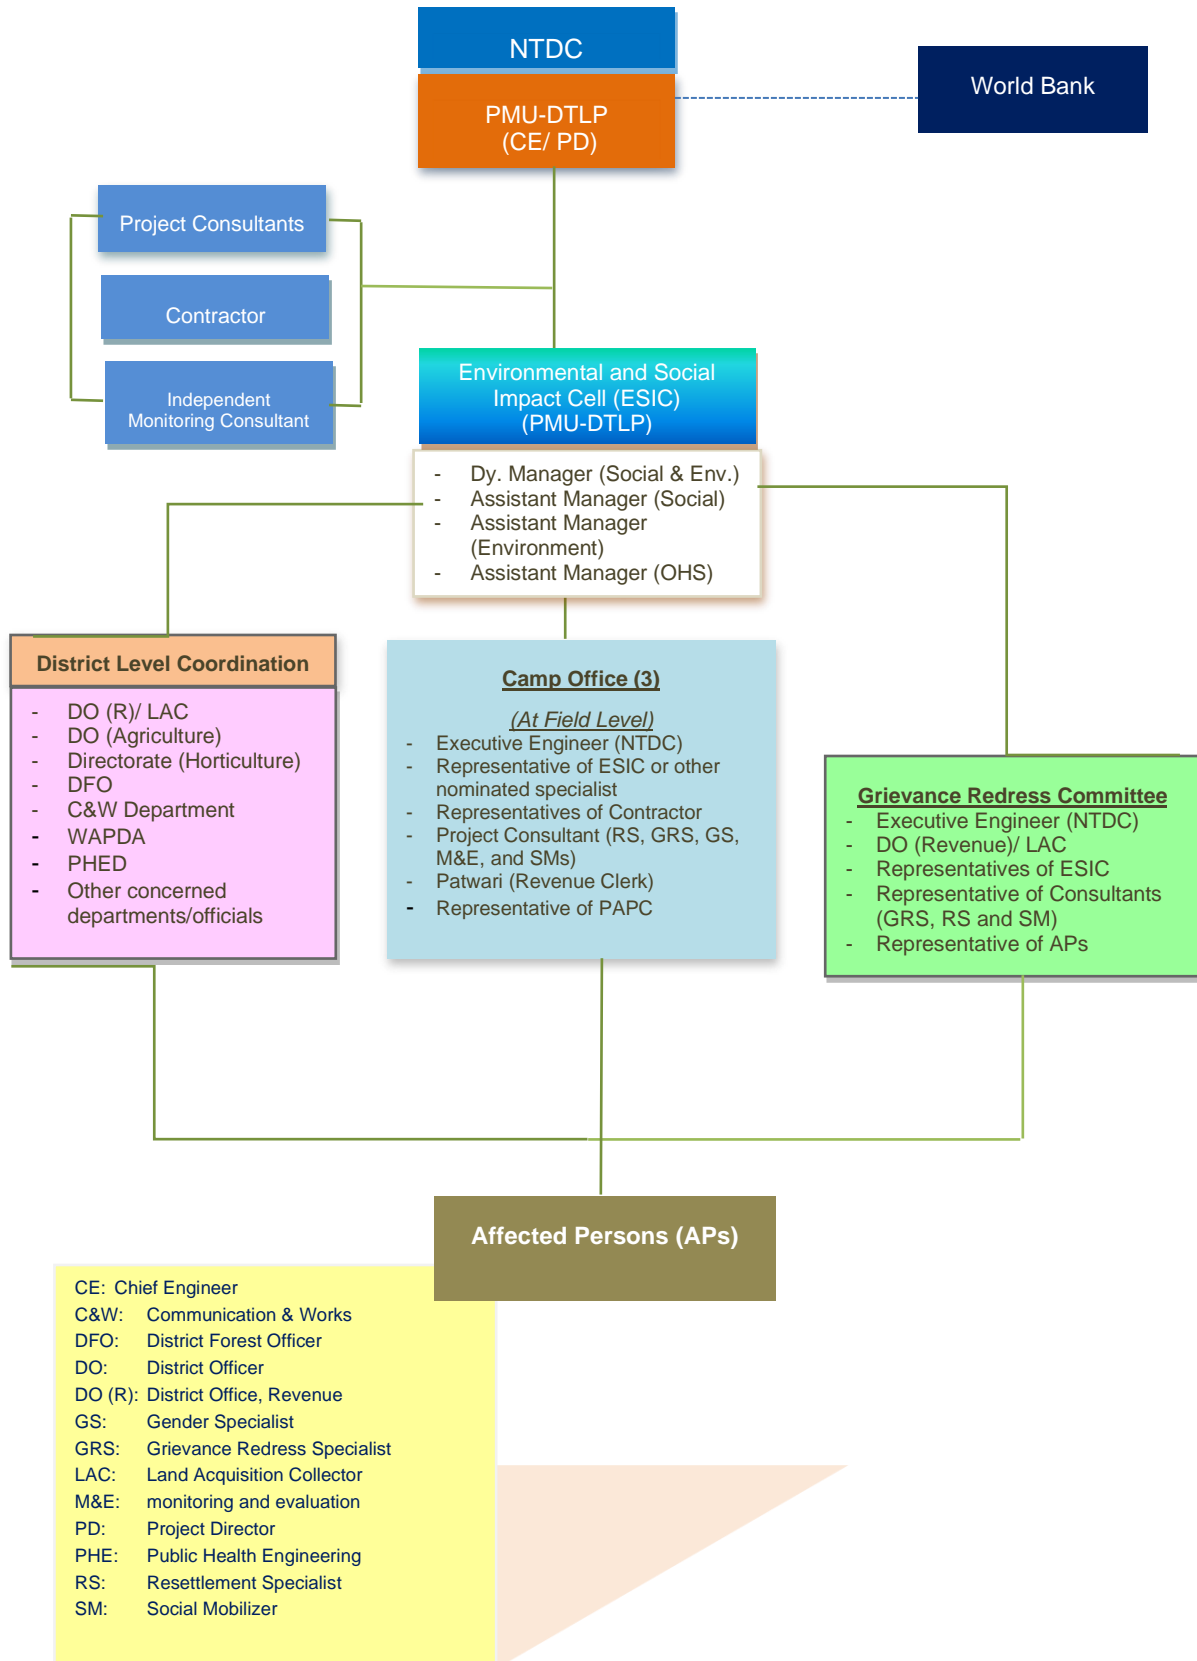 NTDC
PMU-DTLP
(CE/ PD)
World Bank
Project Consultants
Contractor
Independent
Monitoring Consultant
Environmental and Social
Impact Cell (ESIC)
(PMU-DTLP)
- Dy. Manager (Social & Env.)
- Assistant Manager (Social)
- Assistant Manager
(Environment)
- Assistant Manager (OHS)
District Level Coordination
- DO (R)/ LAC
- DO (Agriculture)
- Directorate (Horticulture)
- DFO
- C&W Department
- WAPDA
- PHED
- Other concerned
departments/officials
Camp Office (3)
(At Field Level)
- Executive Engineer (NTDC)
- Representative of ESIC or other
nominated specialist
- Representatives of Contractor
- Project Consultant (RS, GRS, GS,
M&E, and SMs)
- Patwari (Revenue Clerk)
- Representative of PAPC
Grievance Redress Committee
- Executive Engineer (NTDC)
- DO (Revenue)/ LAC
- Representatives of ESIC
- Representative of Consultants
(GRS, RS and SM)
- Representative of APs
Affected Persons (APs)
CE: Chief Engineer
C&W: Communication & Works
DFO: District Forest Officer
DO: District Officer
DO (R): District Office, Revenue
GS: Gender Specialist
GRS: Grievance Redress Specialist
LAC: Land Acquisition Collector
M&E: monitoring and evaluation
PD: Project Director
PHE: Public Health Engineering
RS: Resettlement Specialist
SM: Social Mobilizer